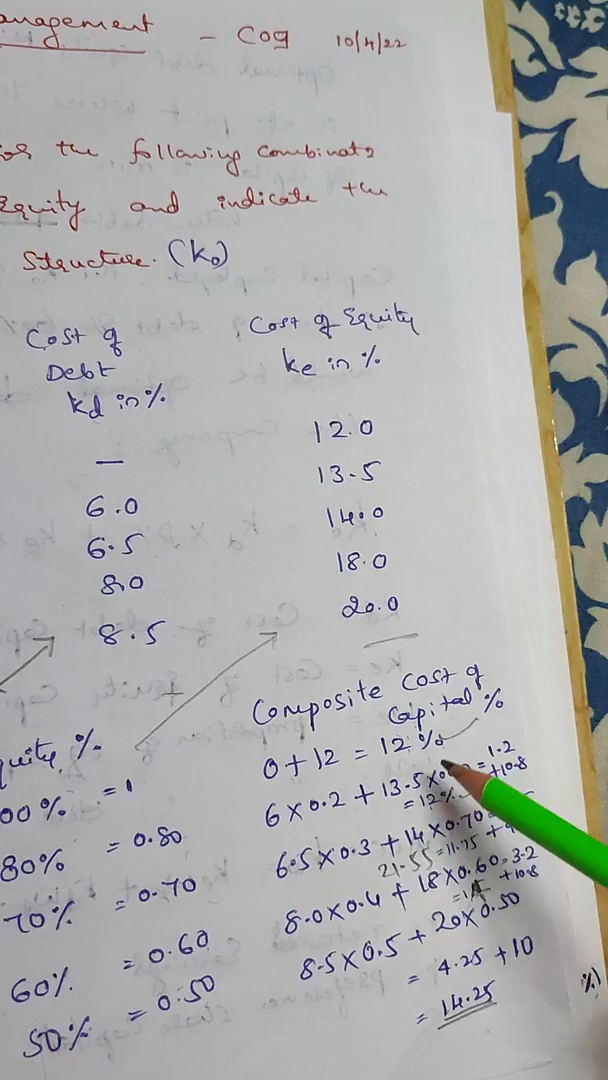 anagement - COG 10/4/22
the following combinats
Equity and indicate the
Structure. (K₀)
Cost of Cost of Equity
Debt Ke in %
Kd in %
— 12.0
13.5
6.0 14.0
6.5 18.0
8.0 20.0
8.5
Composite Cost of
Capital %
quity %
00% = 1 0 + 12 = 12%
80% = 0.80 6 x 0.2 + 13.5 x = 1.2
+10.8
= 12%
70% = 0.70 6.5 x 0.3 + 14 x 0.70 =
21.55 = 11.75 +
60% = 0.60 8.0 x 0.4 + 18 x 0.60 = 3.2
+10.8
= 14
50% = 0.50 8.5 x 0.5 + 20 x 0.50
= 4.25 + 10
= 14.25
%)